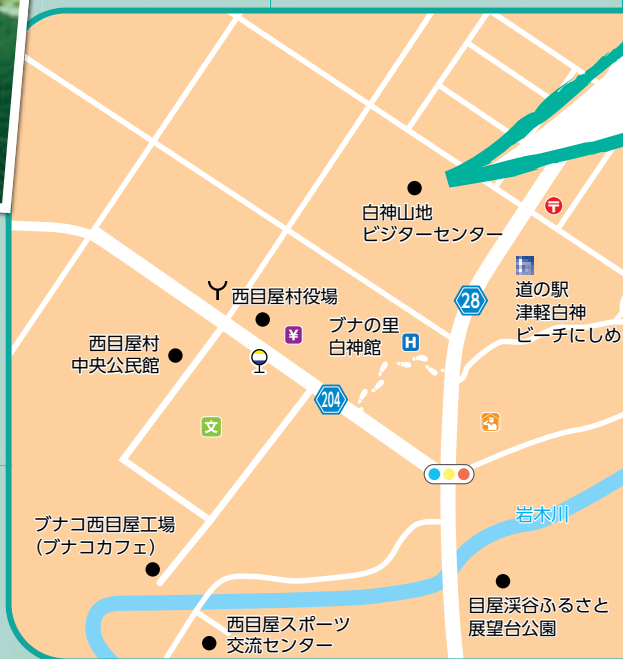 白神山地
ビジターセンター
〒
28
道の駅
津軽白神
ビーチにしめ
西目屋村役場
¥
ブナの里
白神館
H
西目屋村
中央公民館
204
文
岩木川
ブナコ西目屋工場
(ブナコカフェ)
目屋渓谷ふるさと
展望台公園
西目屋スポーツ
交流センター